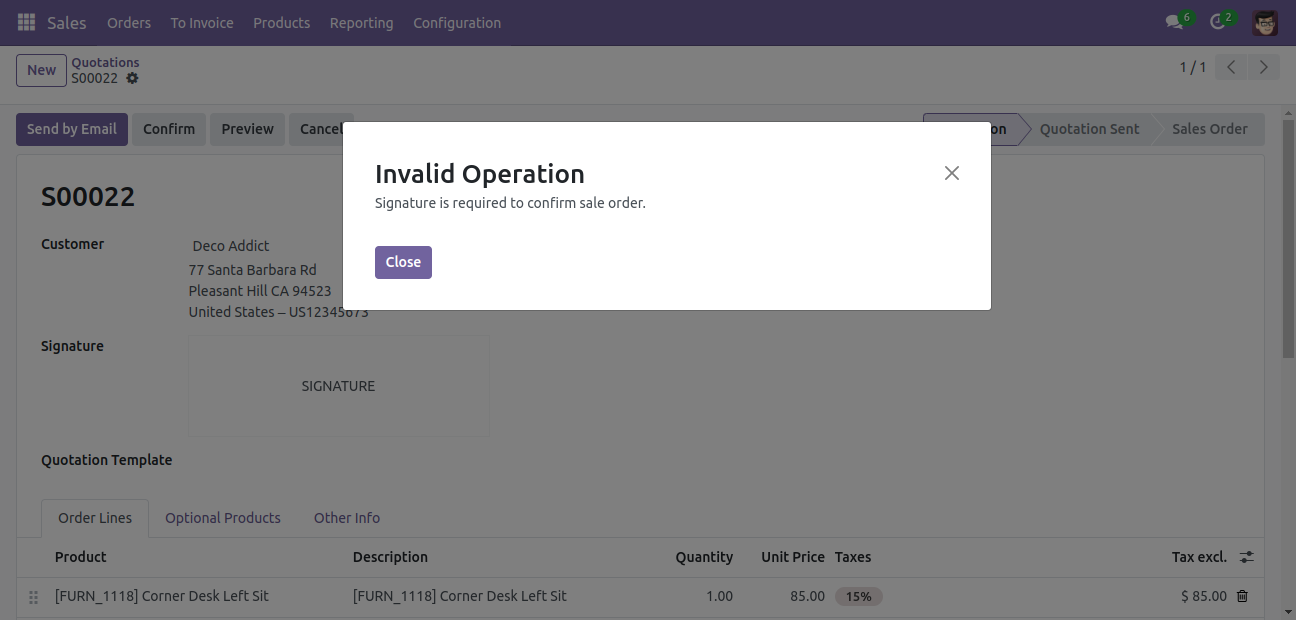 Sales Orders To Invoice Products Reporting Configuration 6 2
New Quotations
S00022
1 / 1
Send by Email Confirm Preview Cancel on Quotation Sent Sales Order
Invalid Operation
Signature is required to confirm sale order.
Close
S00022
Customer Deco Addict
77 Santa Barbara Rd
Pleasant Hill CA 94523
United States – US12345673
Signature SIGNATURE
Quotation Template
Order Lines Optional Products Other Info
Product Description Quantity Unit Price Taxes Tax excl.
[FURN_1118] Corner Desk Left Sit [FURN_1118] Corner Desk Left Sit 1.00 85.00 15% $ 85.00